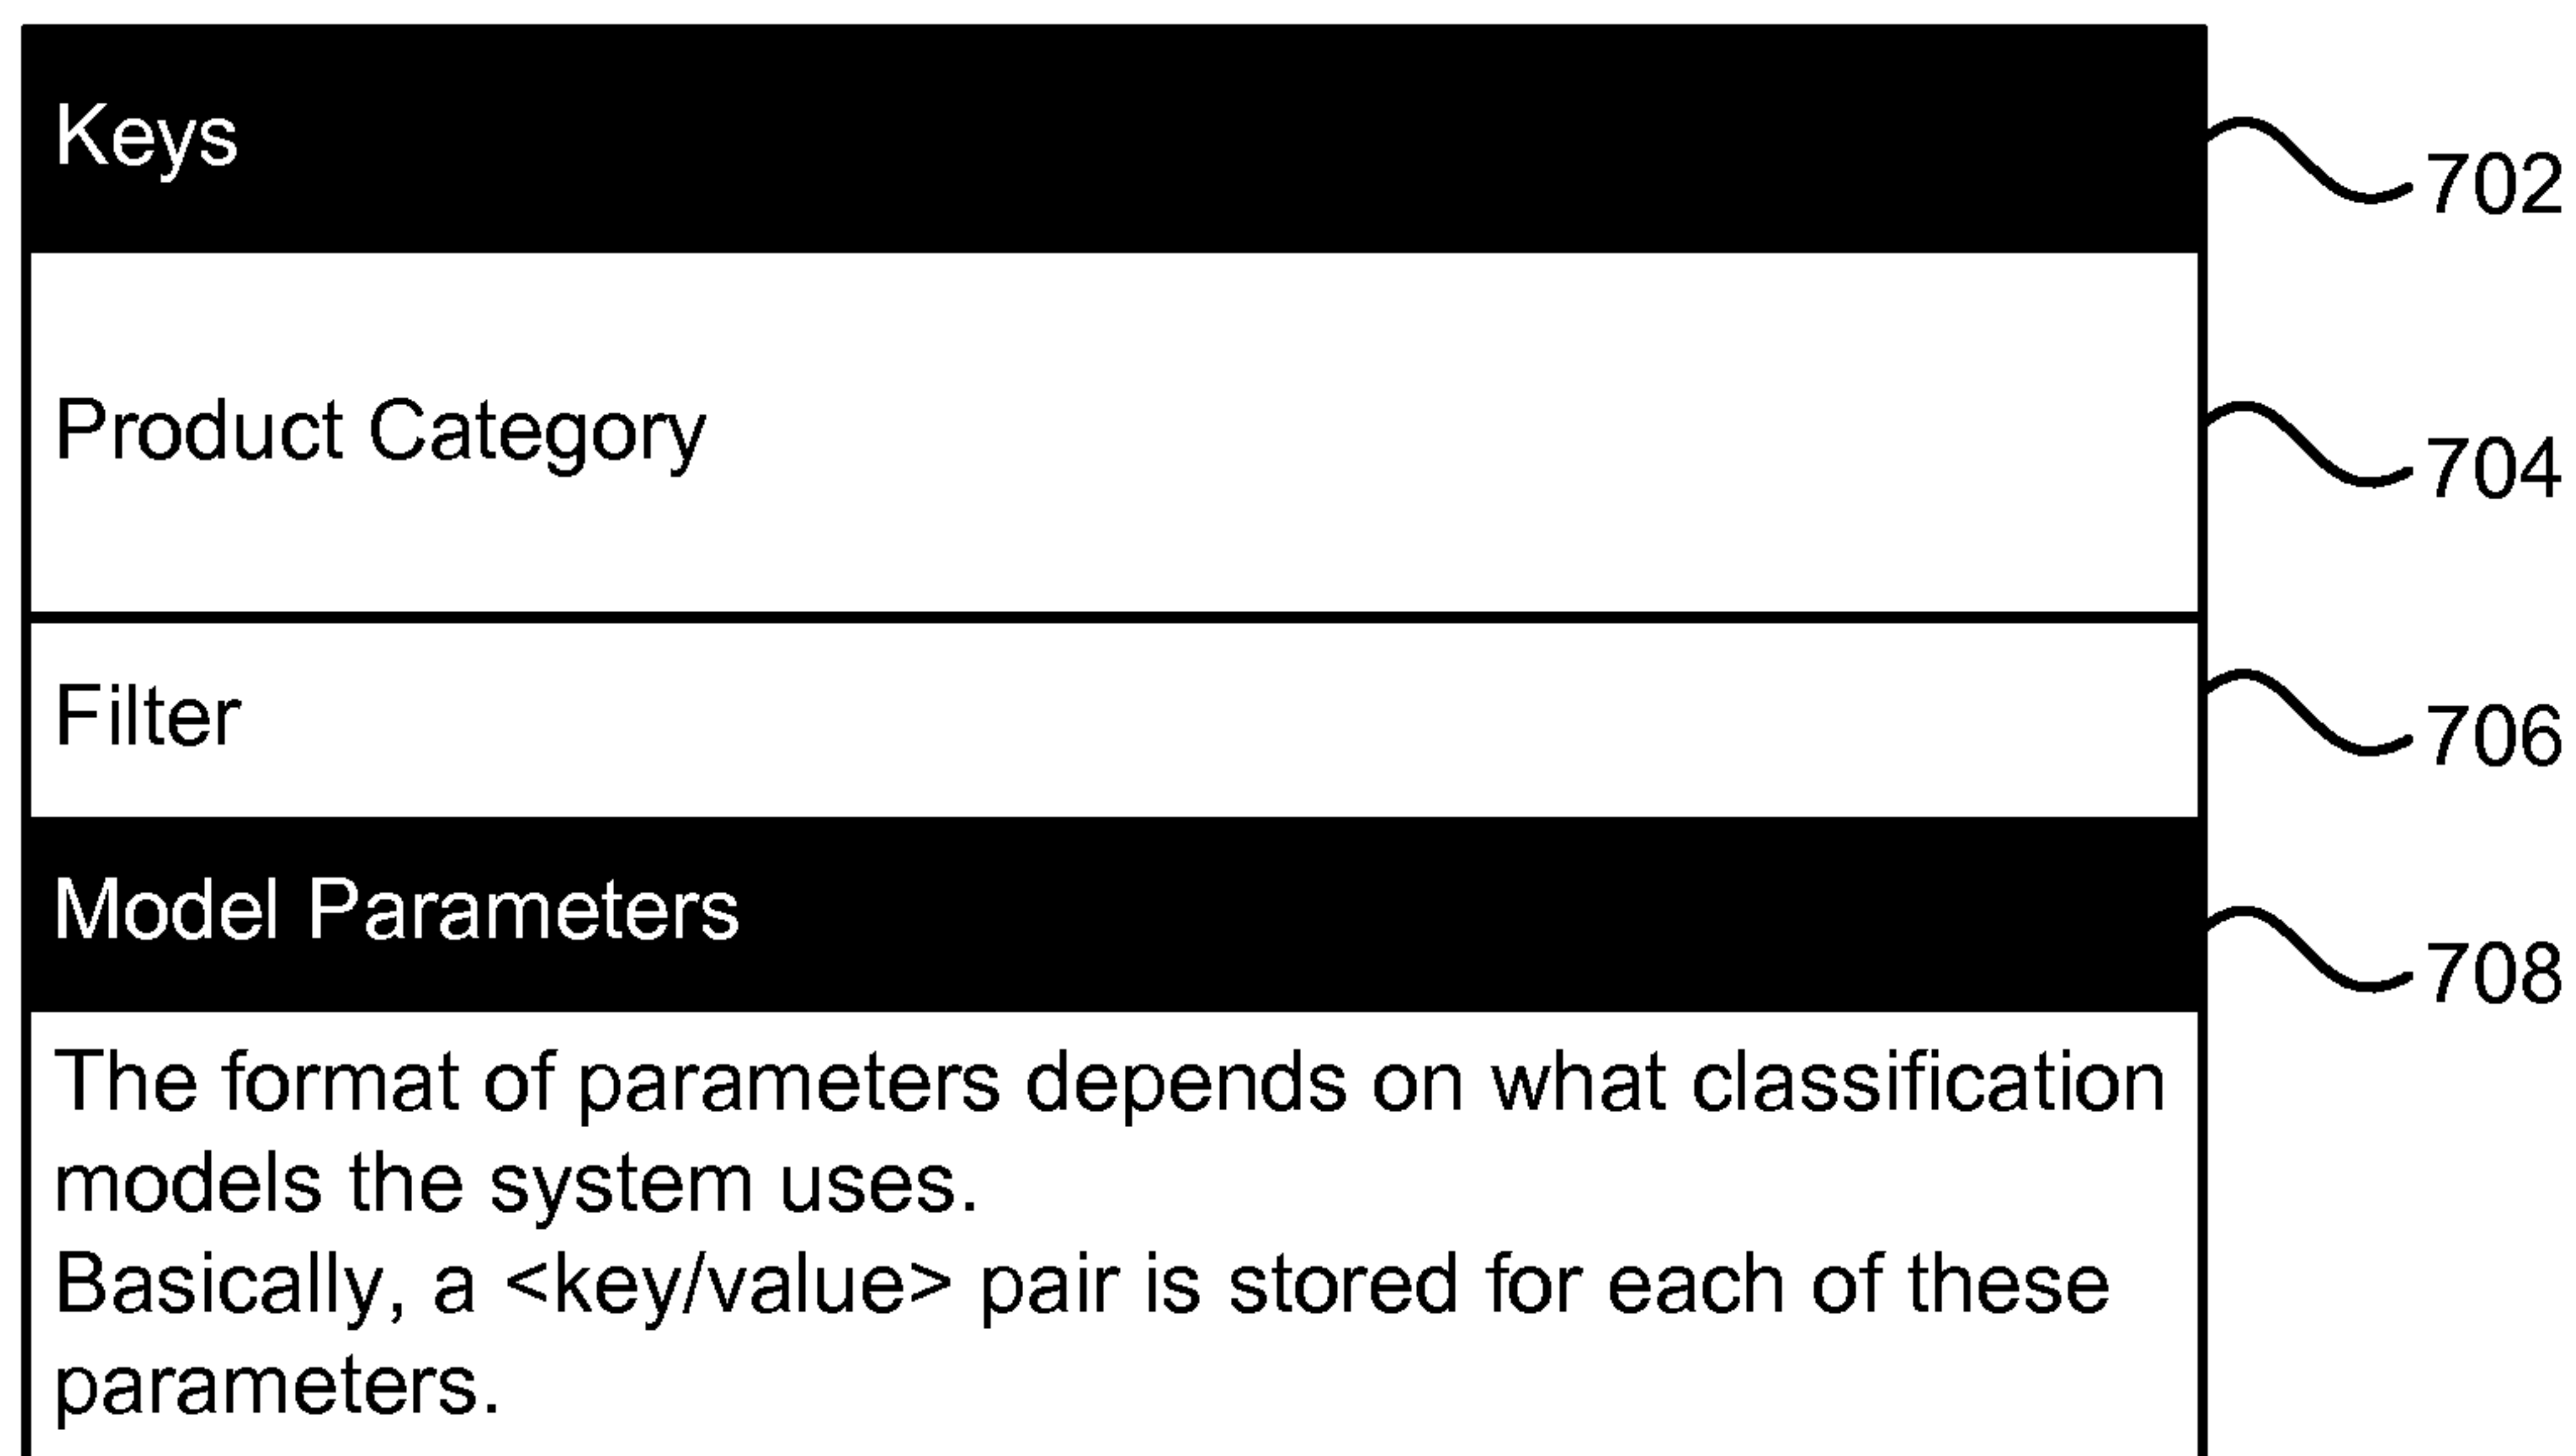 Keys
702
Product Category
704
Filter
706
Model Parameters
708
The format of parameters depends on what classification
models the system uses.
Basically, a <key/value> pair is stored for each of these
parameters.